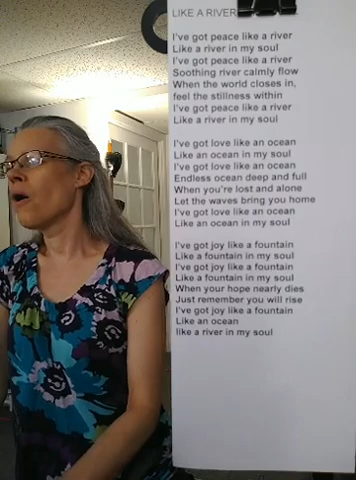 LIKE A RIVER
I've got peace like a river
Like a river in my soul
I've got peace like a river
Soothing river calmly flow
When the world closes in,
feel the stillness within
I've got peace like a river
Like a river in my soul
I've got love like an ocean
Like an ocean in my soul
I've got love like an ocean
Endless ocean deep and full
When you're lost and alone
Let the waves bring you home
I've got love like an ocean
Like an ocean in my soul
I've got joy like a fountain
Like a fountain in my soul
I've got joy like a fountain
Like a fountain in my soul
When your hope nearly dies
Just remember you will rise
I've got joy like a fountain
Like an ocean
like a river in my soul